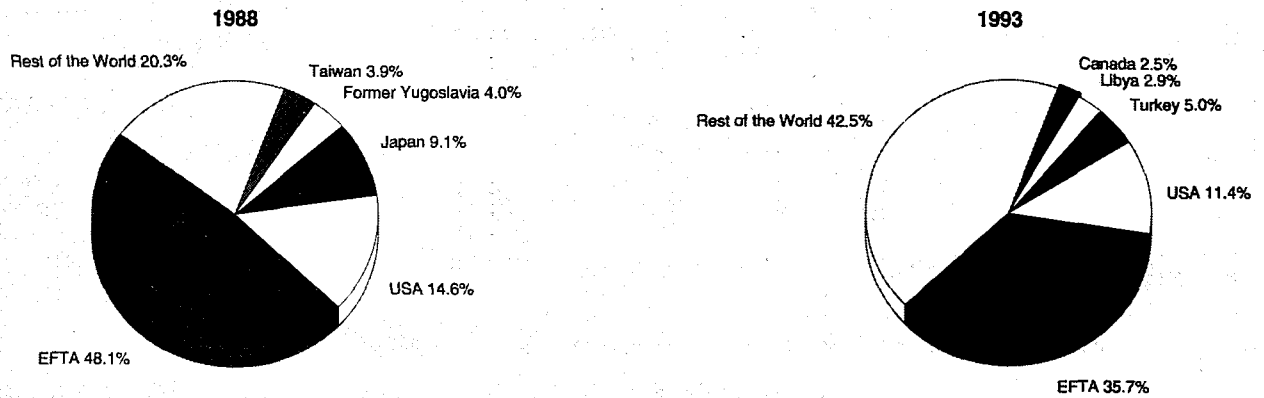 1988
Rest of the World 20.3%
Taiwan 3.9%
Former Yugoslavia 4.0%
Japan 9.1%
USA 14.6%
EFTA 48.1%
1993
Canada 2.5%
Libya 2.9%
Turkey 5.0%
Rest of the World 42.5%
USA 11.4%
EFTA 35.7%